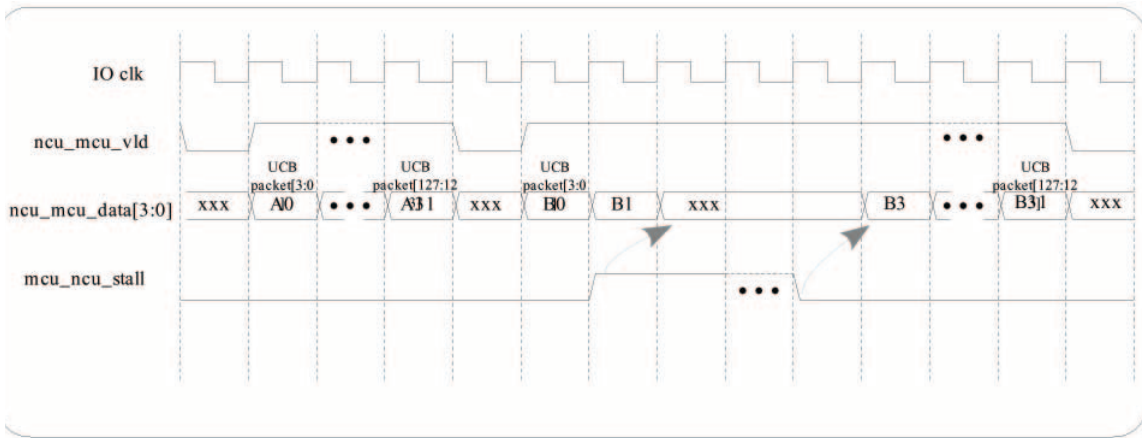 IO clk
ncu_mcu_vld
UCB UCB UCB UCB
packet[3:0 packet[127:12 packet[3:0 packet[127:12
ncu_mcu_data[3:0] xxx A0 A31 xxx B0 B1 xxx B3 B31 xxx
mcu_ncu_stall